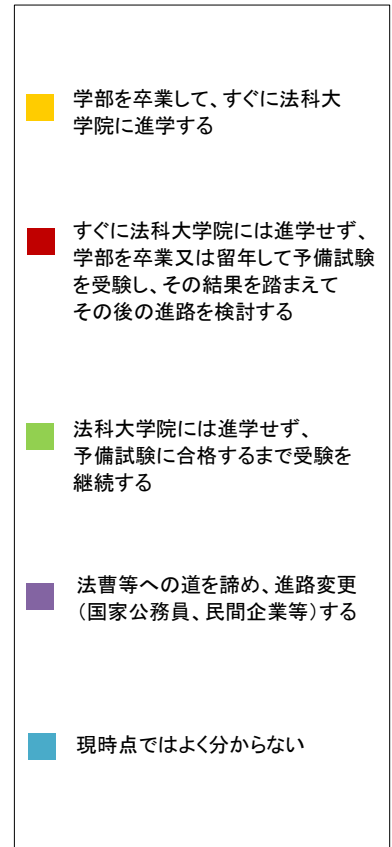 学部を卒業して、すぐに法科大
学院に進学する
すぐに法科大学院には進学せず、
学部を卒業又は留年して予備試験
を受験し、その結果を踏まえて
その後の進路を検討する
法科大学院には進学せず、
予備試験に合格するまで受験を
継続する
法曹等への道を諦め、進路変更
（国家公務員、民間企業等）する
現時点ではよく分からない